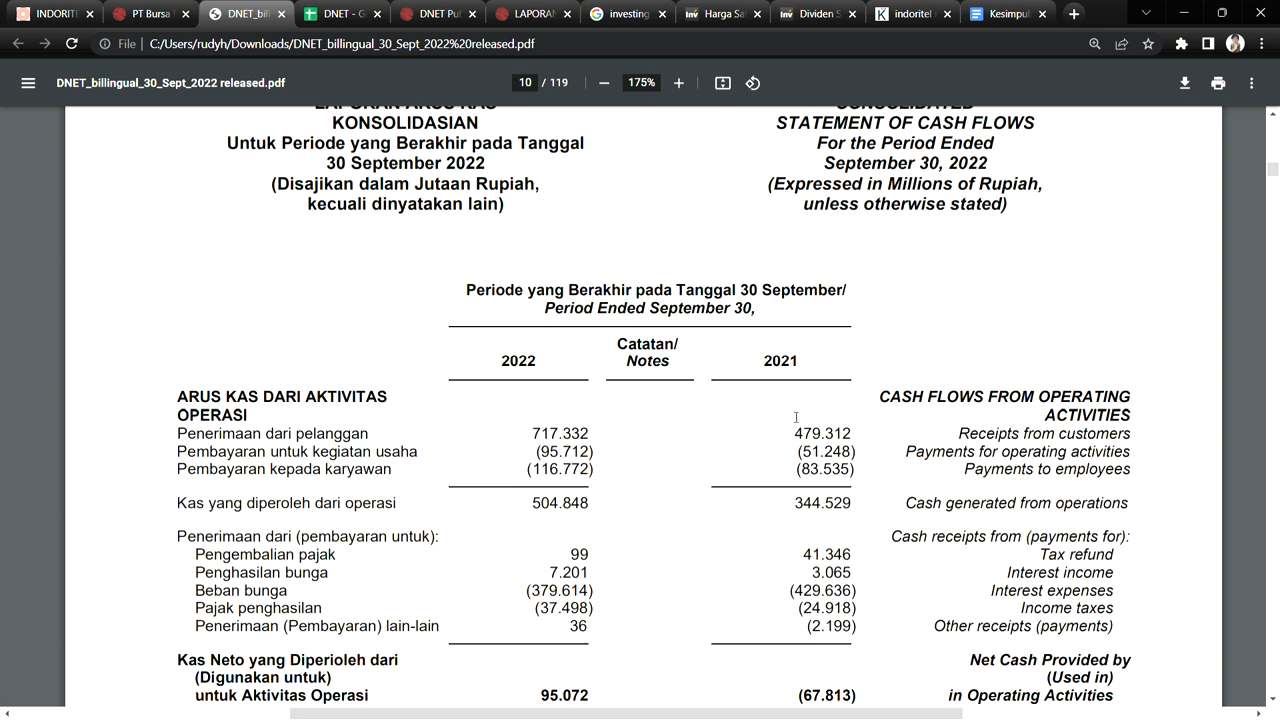 INDORITE
PT Bursa
DNET_bil
DNET - G
DNET Pu
LAPORAN
investing
Harga Sa
Dividen S
indoritel
Kesimpul
File C:/Users/rudyh/Downloads/DNET_billingual_30_Sept_2022%20released.pdf
DNET_billingual_30_Sept_2022 released.pdf
10 / 119
175%
LAPORAN ARUS KAS
KONSOLIDASIAN
Untuk Periode yang Berakhir pada Tanggal
30 September 2022
(Disajikan dalam Jutaan Rupiah,
kecuali dinyatakan lain)
CONSOLIDATED
STATEMENT OF CASH FLOWS
For the Period Ended
September 30, 2022
(Expressed in Millions of Rupiah,
unless otherwise stated)
Periode yang Berakhir pada Tanggal 30 September/
Period Ended September 30,
2022 Catatan/ Notes 2021
ARUS KAS DARI AKTIVITAS OPERASI CASH FLOWS FROM OPERATING ACTIVITIES
Penerimaan dari pelanggan 717.332 479.312 Receipts from customers
Pembayaran untuk kegiatan usaha (95.712) (51.248) Payments for operating activities
Pembayaran kepada karyawan (116.772) (83.535) Payments to employees
Kas yang diperoleh dari operasi 504.848 344.529 Cash generated from operations
Penerimaan dari (pembayaran untuk): Cash receipts from (payments for):
Pengembalian pajak 99 41.346 Tax refund
Penghasilan bunga 7.201 3.065 Interest income
Beban bunga (379.614) (429.636) Interest expenses
Pajak penghasilan (37.498) (24.918) Income taxes
Penerimaan (Pembayaran) lain-lain 36 (2.199) Other receipts (payments)
Kas Neto yang Diperioleh dari Net Cash Provided by
(Digunakan untuk) (Used in)
untuk Aktivitas Operasi 95.072 (67.813) in Operating Activities